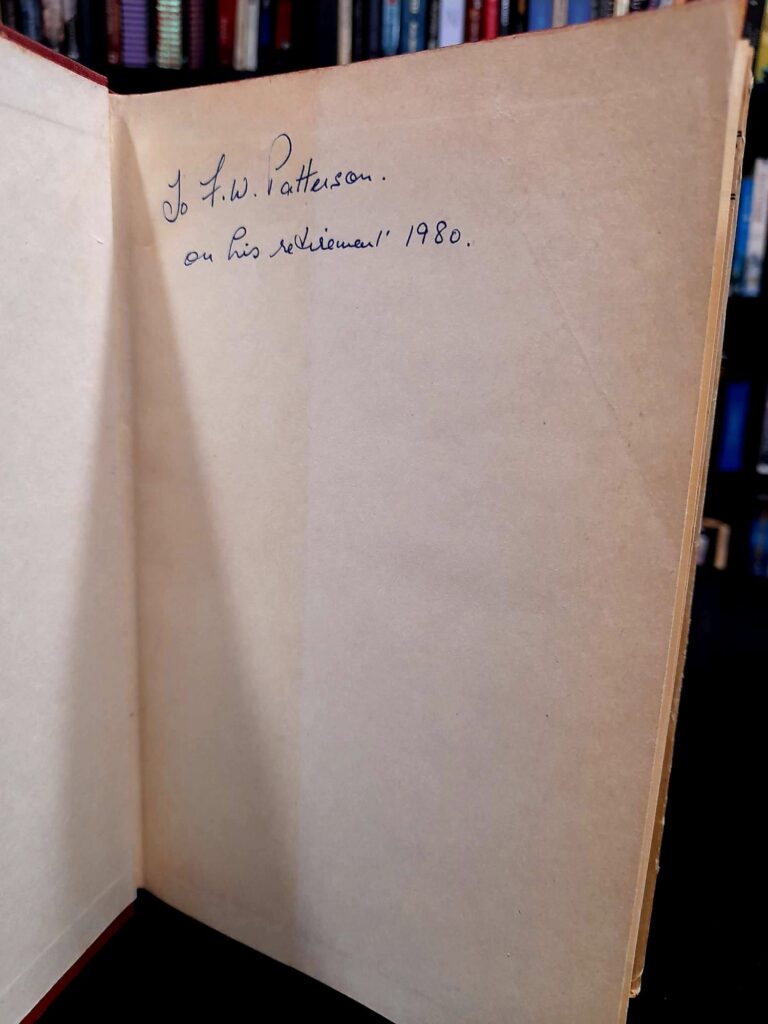 To F.W. Patterson.
on his retirement 1980.